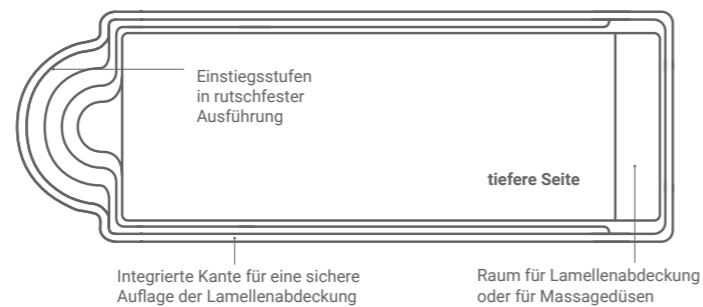 Einstiegsstufen
in rutschfester
Ausführung
tiefere Seite
Integrierte Kante für eine sichere
Auflage der Lamellenabdeckung
Raum für Lamellenabdeckung
oder für Massagedüsen